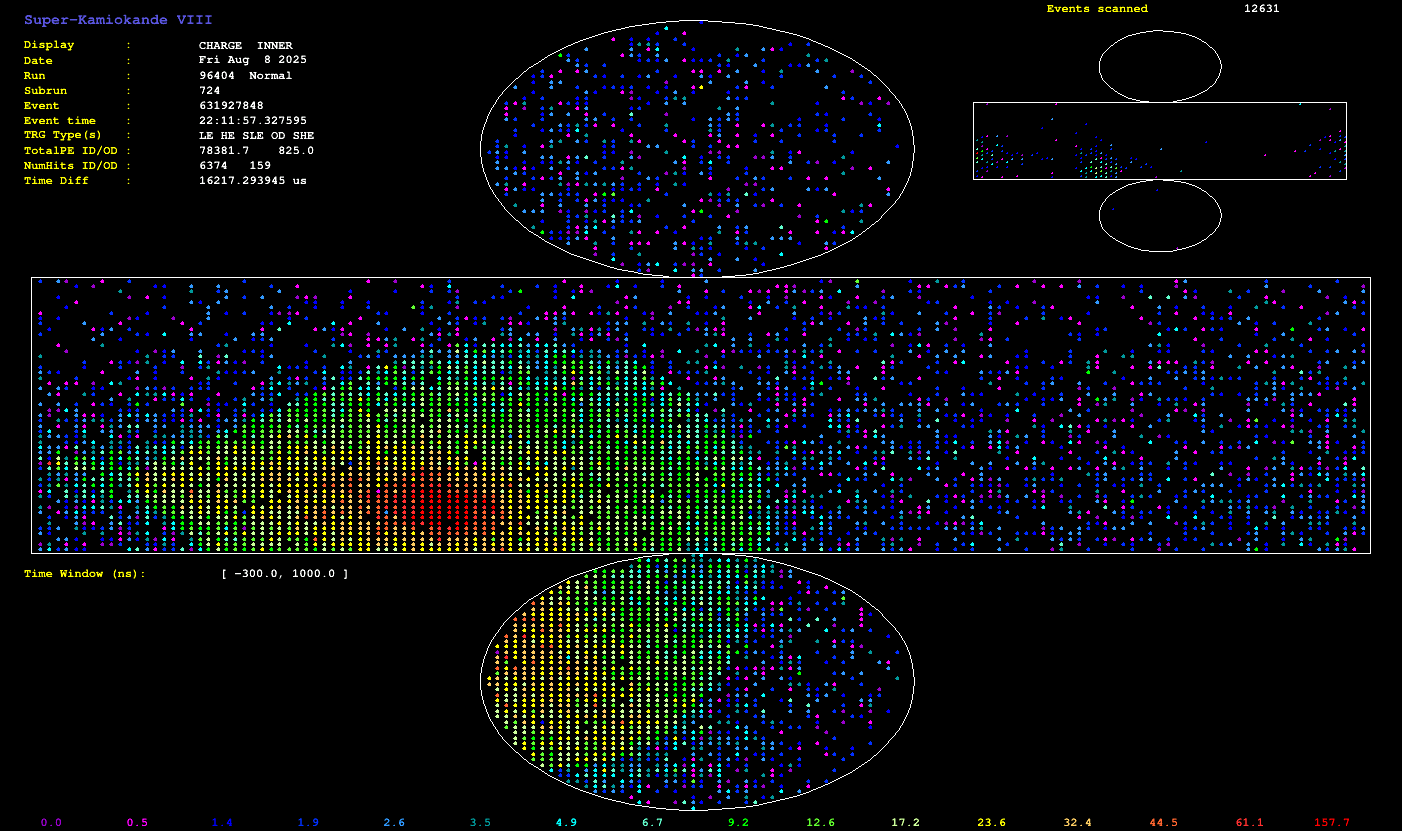 Super-Kamiokande VIII
Events scanned 12631
Display : CHARGE INNER
Date : Fri Aug 8 2025
Run : 96404 Normal
Subrun : 724
Event : 631927848
Event time : 22:11:57.327595
TRG Type(s) : LE HE SLE OD SHE
TotalPE ID/OD : 78381.7 825.0
NumHits ID/OD : 6374 159
Time Diff : 16217.293945 us
Time Window (ns): [ -300.0, 1000.0 ]
0.0 0.5 1.4 1.9 2.6 3.5 4.9 6.7 9.2 12.6 17.2 23.6 32.4 44.5 61.1 157.7